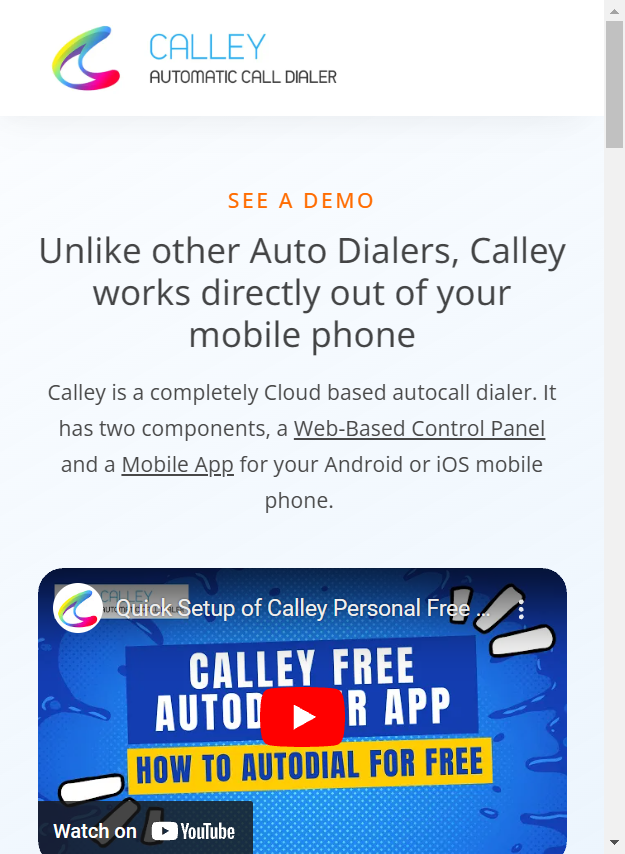 CALLEY
AUTOMATIC CALL DIALER
SEE A DEMO
Unlike other Auto Dialers, Calley
works directly out of your
mobile phone
Calley is a completely Cloud based autocall dialer. It
has two components, a Web-Based Control Panel
and a Mobile App for your Android or iOS mobile
phone.
CALLEY
Quick Setup of Calley Personal Free ...
CALLEY FREE
APP
HOW TO AUTODIAL FOR FREE
Watch on YouTube